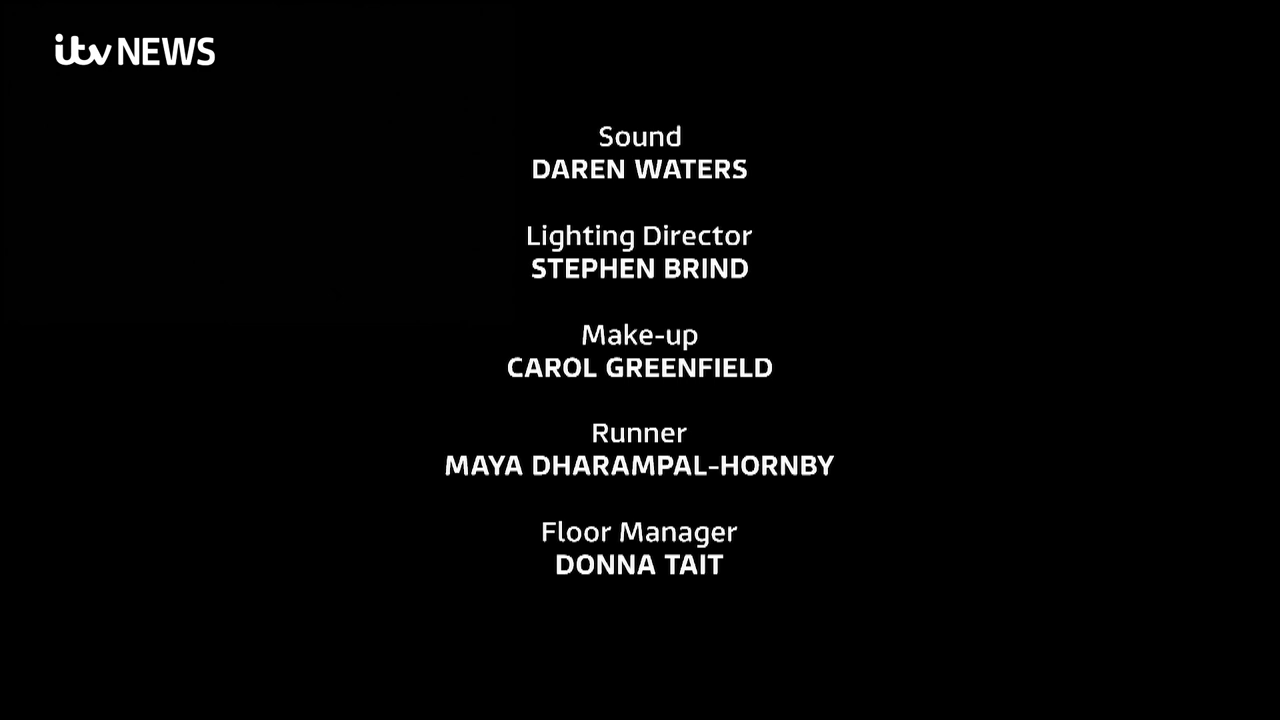 itv NEWS
Sound
DAREN WATERS
Lighting Director
STEPHEN BRIND
Make-up
CAROL GREENFIELD
Runner
MAYA DHARAMPAL-HORNBY
Floor Manager
DONNA TAIT